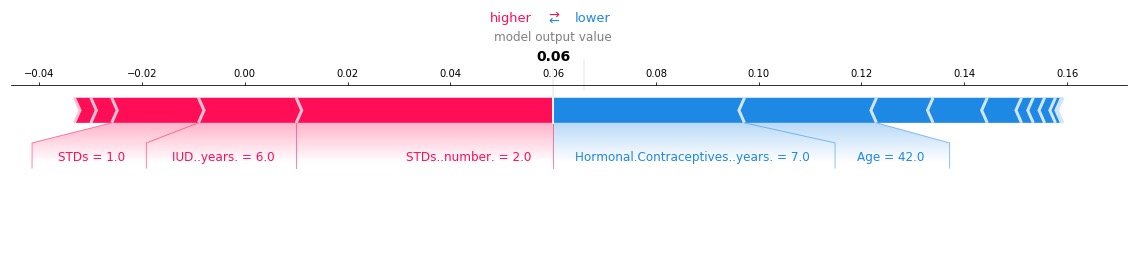 higher ⇄ lower
model output value
0.06
−0.04 −0.02 0.00 0.02 0.04 0.06 0.08 0.10 0.12 0.14 0.16
STDs = 1.0 IUD..years. = 6.0 STDs..number. = 2.0 Hormonal.Contraceptives..years. = 7.0 Age = 42.0